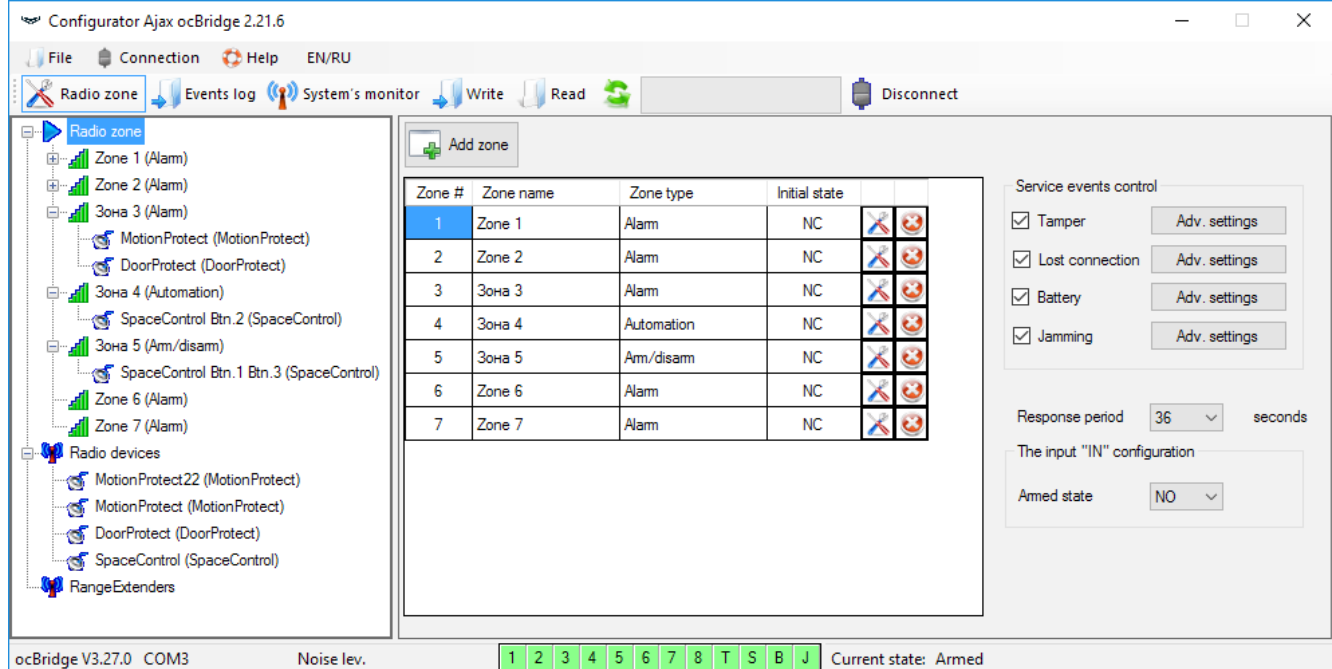 Configurator Ajax ocBridge 2.21.6
File Connection Help EN/RU
Radio zone Events log System's monitor Write Read Disconnect
Radio zone
Zone 1 (Alarm)
Zone 2 (Alarm)
Зона 3 (Alarm)
MotionProtect (MotionProtect)
DoorProtect (DoorProtect)
Зона 4 (Automation)
SpaceControl Btn.2 (SpaceControl)
Зона 5 (Arm/disarm)
SpaceControl Btn.1 Btn.3 (SpaceControl)
Zone 6 (Alarm)
Zone 7 (Alarm)
Radio devices
MotionProtect22 (MotionProtect)
MotionProtect (MotionProtect)
DoorProtect (DoorProtect)
SpaceControl (SpaceControl)
RangeExtenders
Add zone
Zone # Zone name Zone type Initial state
1 Zone 1 Alarm NC
2 Zone 2 Alarm NC
3 Зона 3 Alarm NC
4 Зона 4 Automation NC
5 Зона 5 Arm/disarm NC
6 Zone 6 Alarm NC
7 Zone 7 Alarm NC
Service events control
Tamper Adv. settings
Lost connection Adv. settings
Battery Adv. settings
Jamming Adv. settings
Response period 36 seconds
The input "IN" configuration
Armed state NO
ocBridge V3.27.0 COM3 Noise lev. 1 2 3 4 5 6 7 8 T S B J Current state: Armed